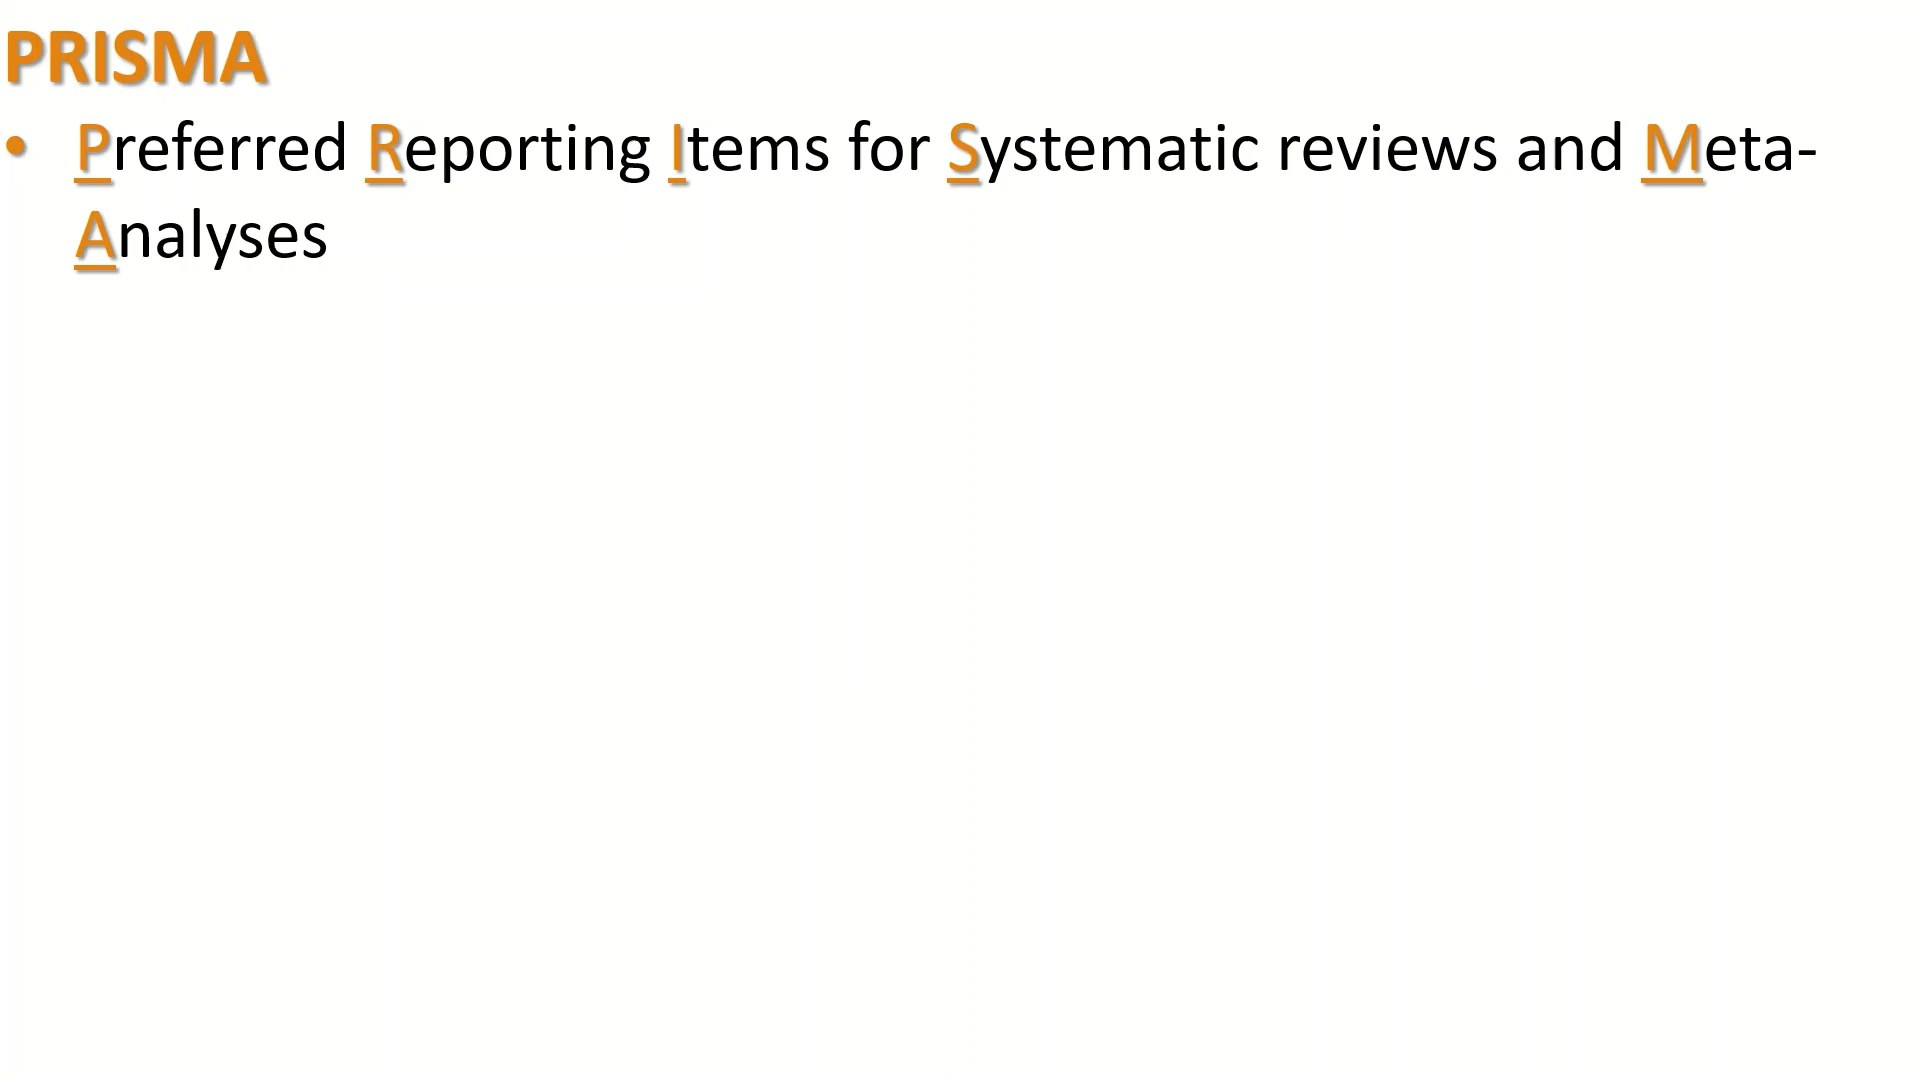 PRISMA
• Preferred Reporting Items for Systematic reviews and Meta-
Analyses